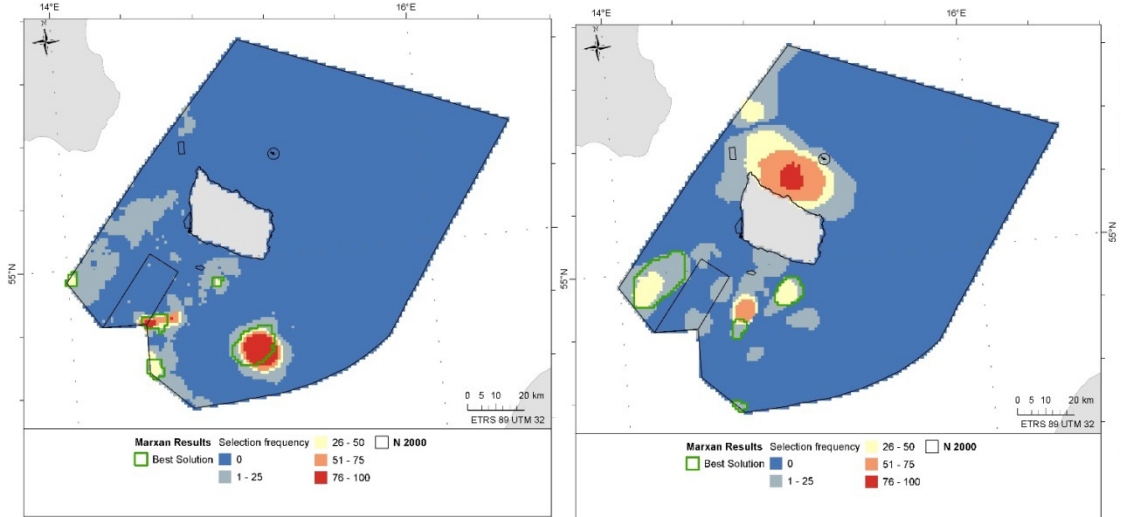 14°E 16°E
N
55°N 55°N
0 5 10 20 km
ETRS 89 UTM 32
Marxan Results Selection frequency 26 - 50 N 2000
Best Solution 0 51 - 75
1 - 25 76 - 100
14°E 16°E
N
55°N 55°N
0 5 10 20 km
ETRS 89 UTM 32
Marxan Results Selection frequency 26 - 50 N 2000
Best Solution 0 51 - 75
1 - 25 76 - 100